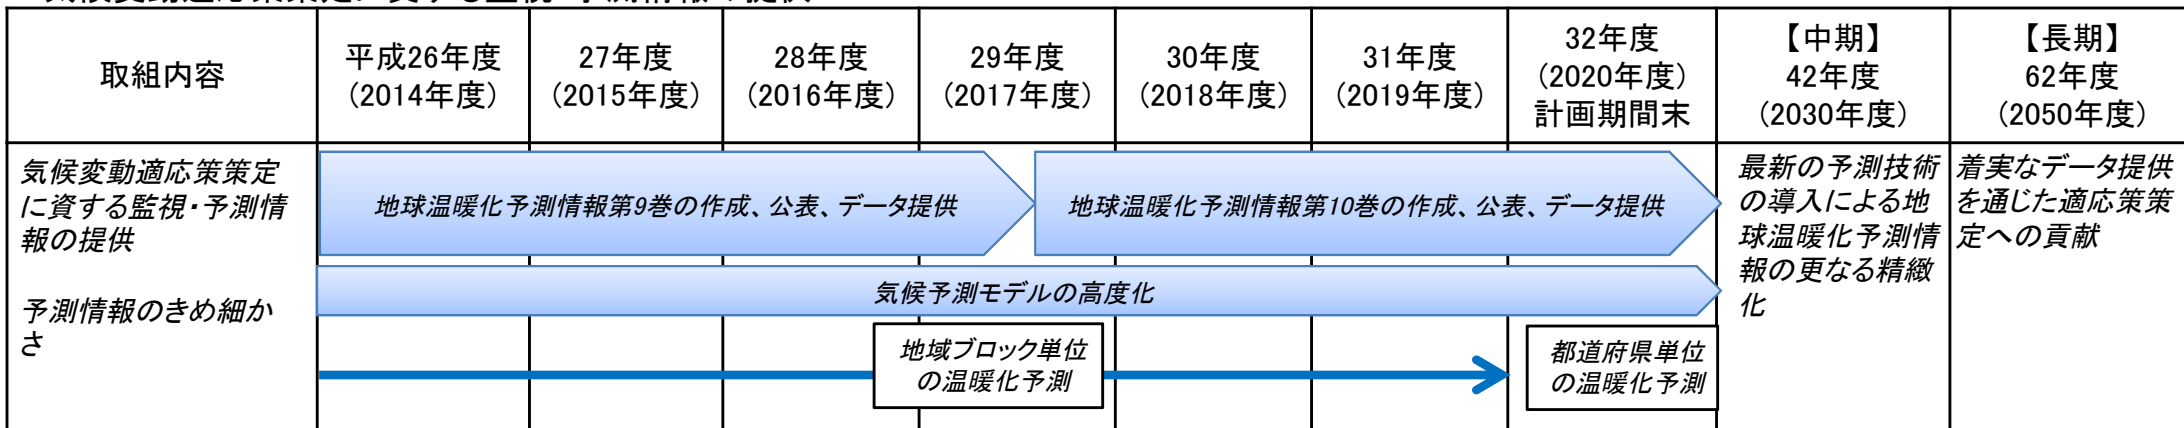 取組内容
平成26年度
(2014年度)
27年度
(2015年度)
28年度
(2016年度)
29年度
(2017年度)
30年度
(2018年度)
31年度
(2019年度)
32年度
(2020年度)
計画期間末
【中期】
42年度
(2030年度)
【長期】
62年度
(2050年度)
気候変動適応策策定
に資する監視・予測情
報の提供
予測情報のきめ細か
さ
地球温暖化予測情報第9巻の作成、公表、データ提供
地球温暖化予測情報第10巻の作成、公表、データ提供
気候予測モデルの高度化
地域ブロック単位
の温暖化予測
都道府県単位
の温暖化予測
最新の予測技術
の導入による地
球温暖化予測情
報の更なる精緻
化
着実なデータ提供
を通じた適応策策
定への貢献